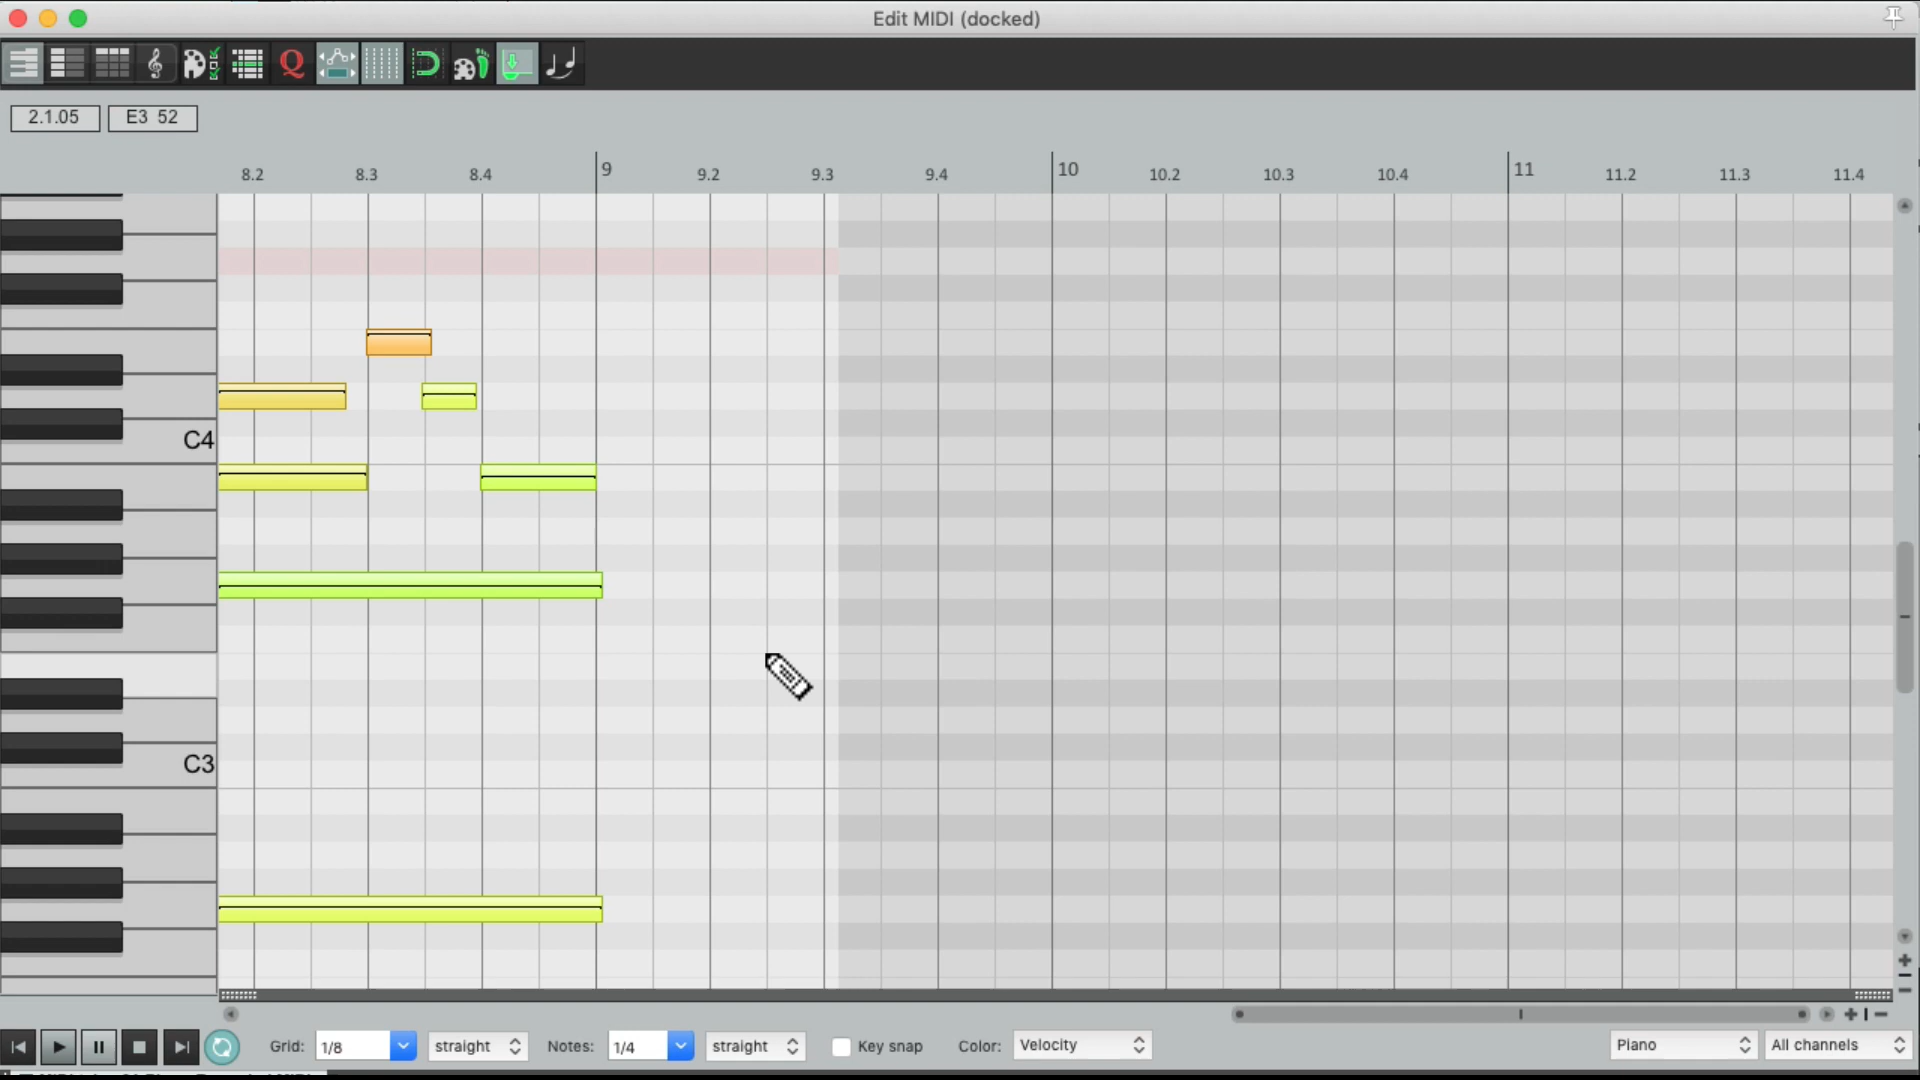 Edit MIDI (docked)
Q
2.1.05 E3 52
8.2 8.3 8.4 9 9.2 9.3 9.4 10 10.2 10.3 10.4 11 11.2 11.3 11.4
C4
C3
Grid: 1/8 straight Notes: 1/4 straight Key snap Color: Velocity Piano All channels